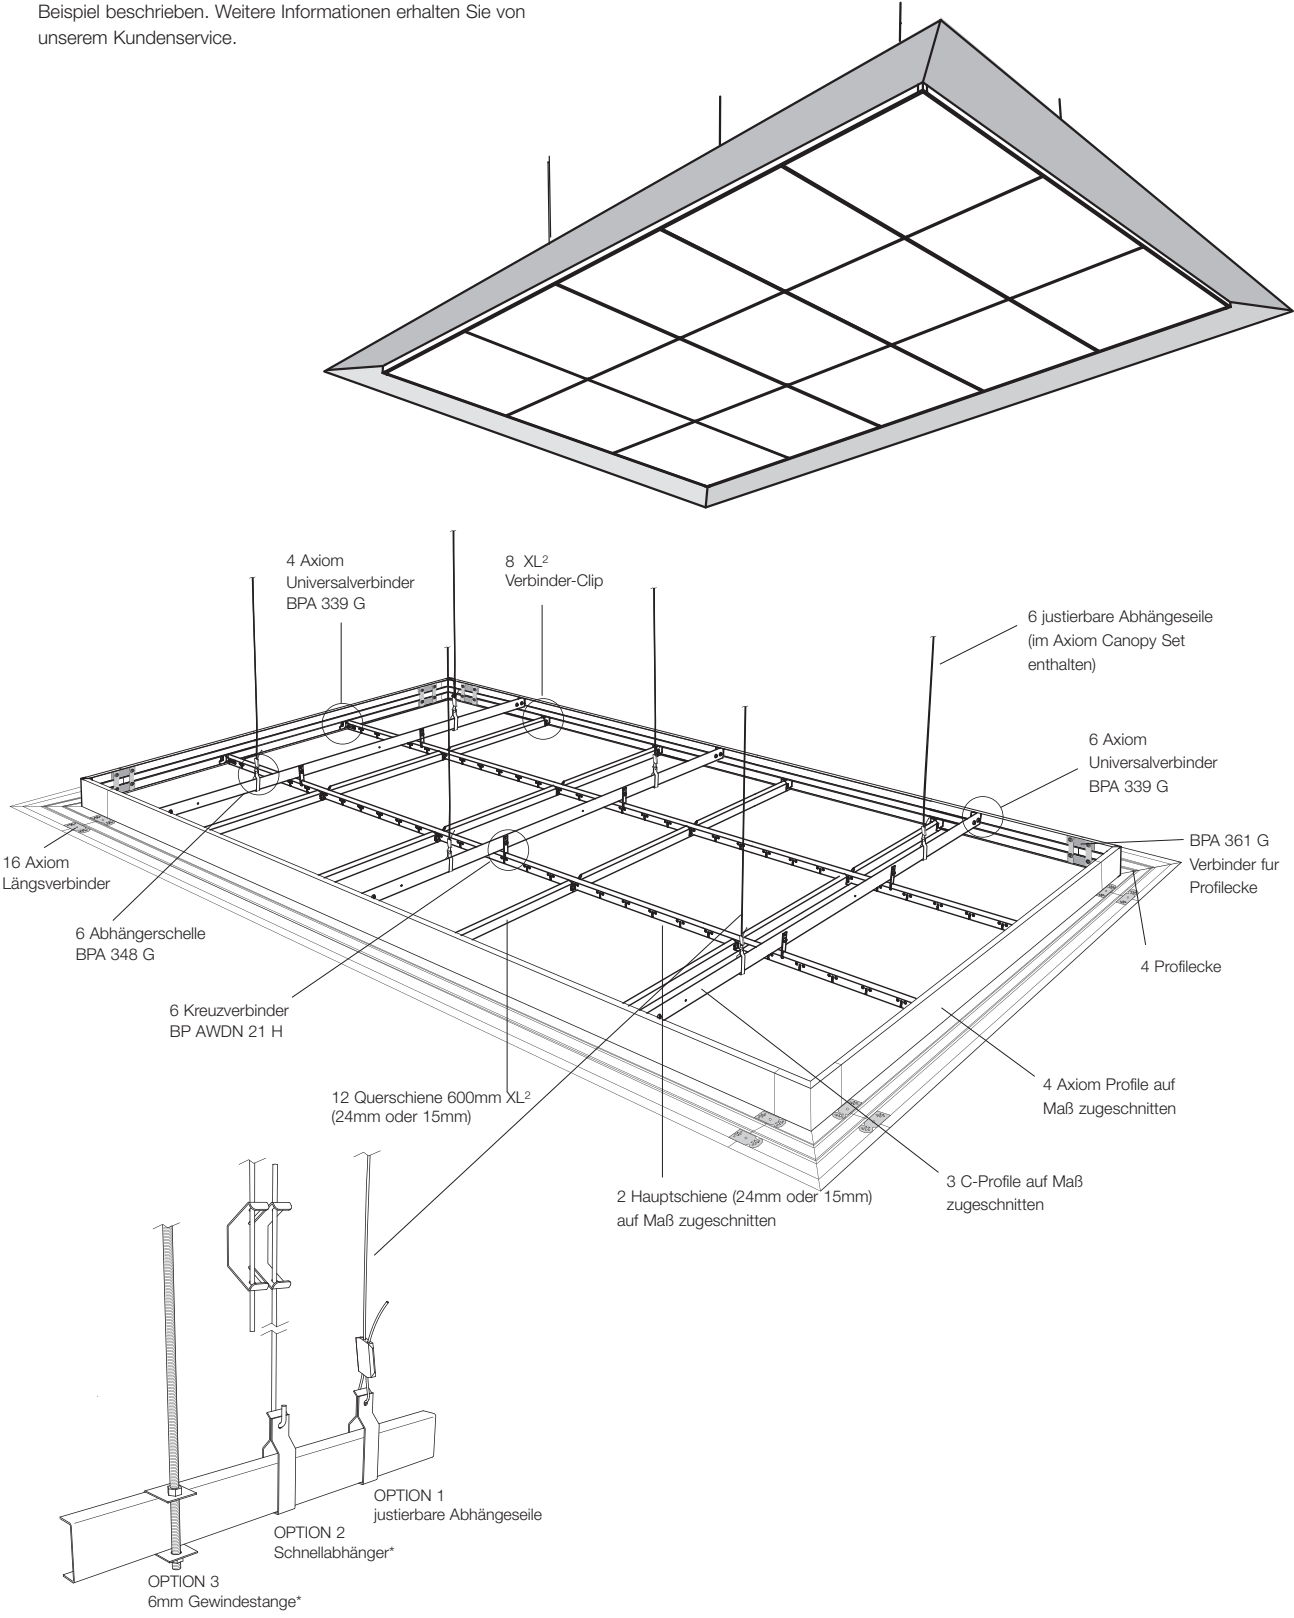 Beispiel beschrieben. Weitere Informationen erhalten Sie von
unserem Kundenservice.
4 Axiom
Universalverbinder
BPA 339 G
8 XL²
Verbinder-Clip
6 justierbare Abhängeseile
(im Axiom Canopy Set
enthalten)
6 Axiom
Universalverbinder
BPA 339 G
BPA 361 G
Verbinder fur
Profilecke
16 Axiom
Längsverbinder
6 Abhängerschelle
BPA 348 G
4 Profilecke
6 Kreuzverbinder
BP AWDN 21 H
12 Querschiene 600mm XL²
(24mm oder 15mm)
4 Axiom Profile auf
Maß zugeschnitten
3 C-Profile auf Maß
zugeschnitten
2 Hauptschiene (24mm oder 15mm)
auf Maß zugeschnitten
OPTION 1
justierbare Abhängeseile
OPTION 2
Schnellabhänger*
OPTION 3
6mm Gewindestange*